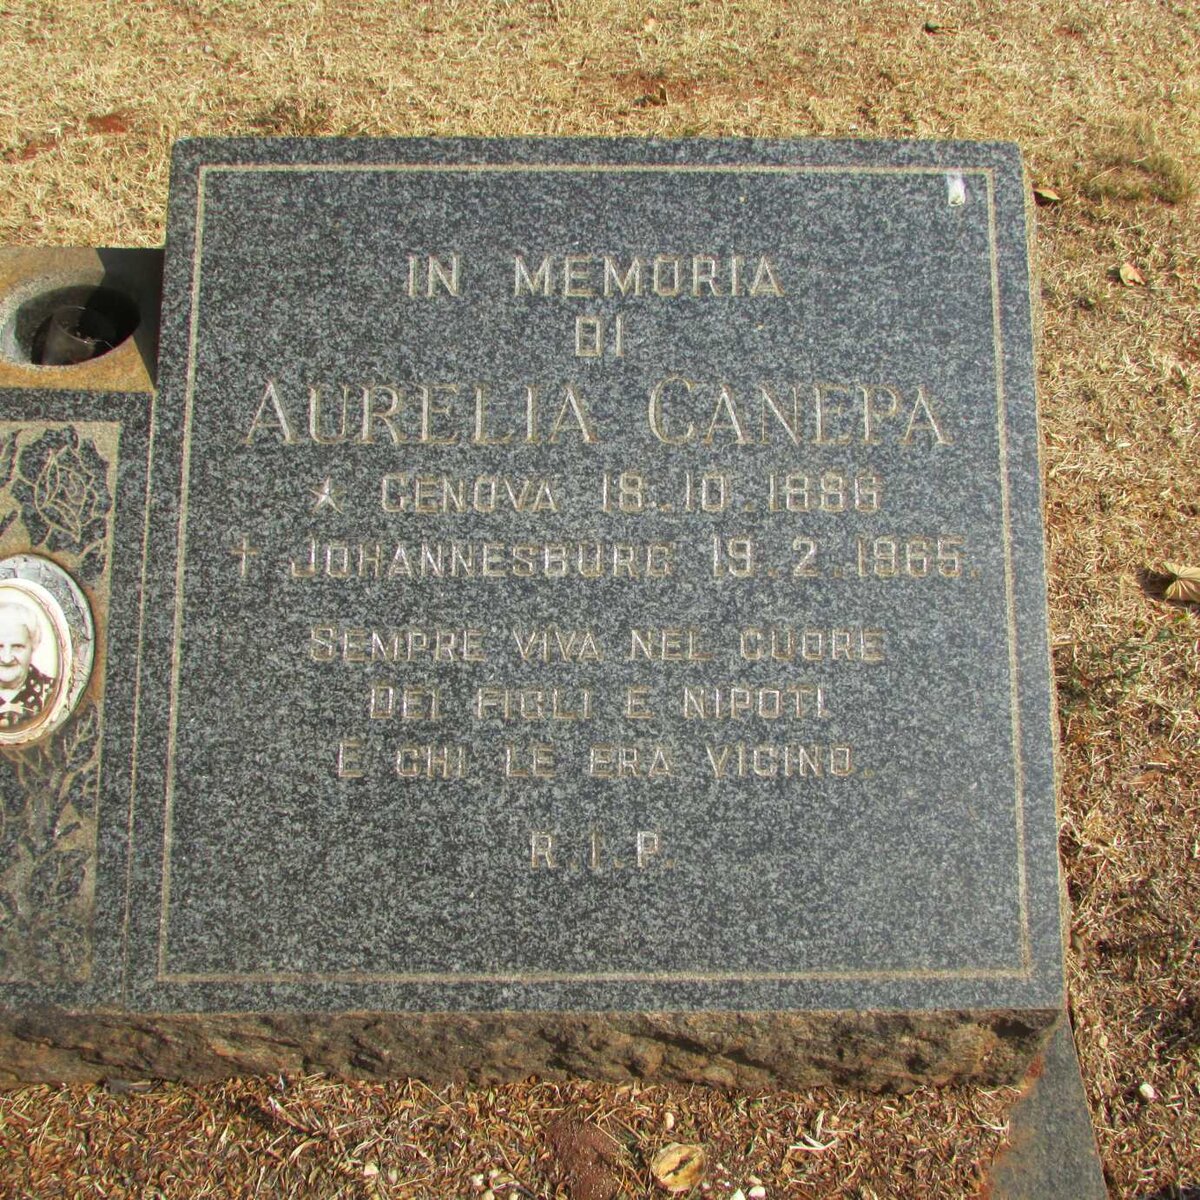 IN MEMORIA
DI
AURELIA CANEPA
★ GENOVA 18.10.1886
✝ JOHANNESBURG 19.2.1965.
SEMPRE VIVA NEL CUORE
DEI FIGLI E NIPOTI
E CHI LE ERA VICINO.
R.I.P.